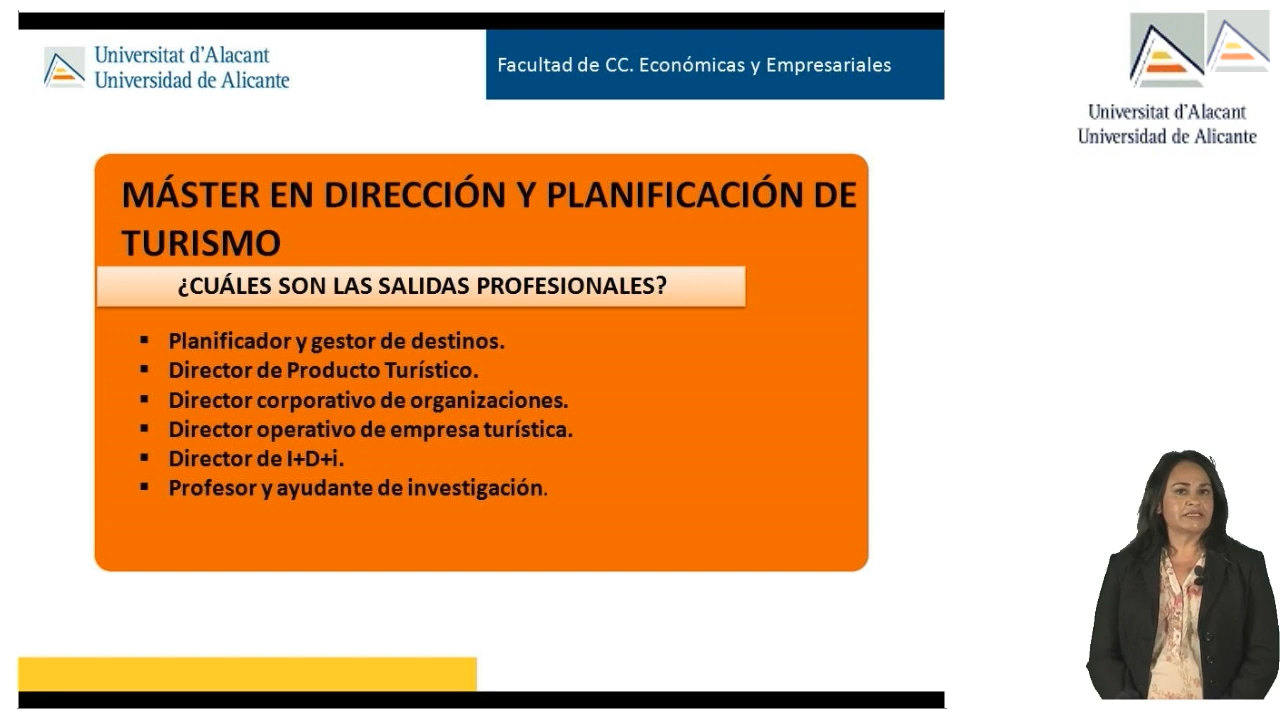 Universitat d'Alacant
Universidad de Alicante
Facultad de CC. Económicas y Empresariales
Universitat d'Alacant
Universidad de Alicante
MÁSTER EN DIRECCIÓN Y PLANIFICACIÓN DE
TURISMO
¿CUÁLES SON LAS SALIDAS PROFESIONALES?
▪ Planificador y gestor de destinos.
▪ Director de Producto Turístico.
▪ Director corporativo de organizaciones.
▪ Director operativo de empresa turística.
▪ Director de I+D+i.
▪ Profesor y ayudante de investigación.